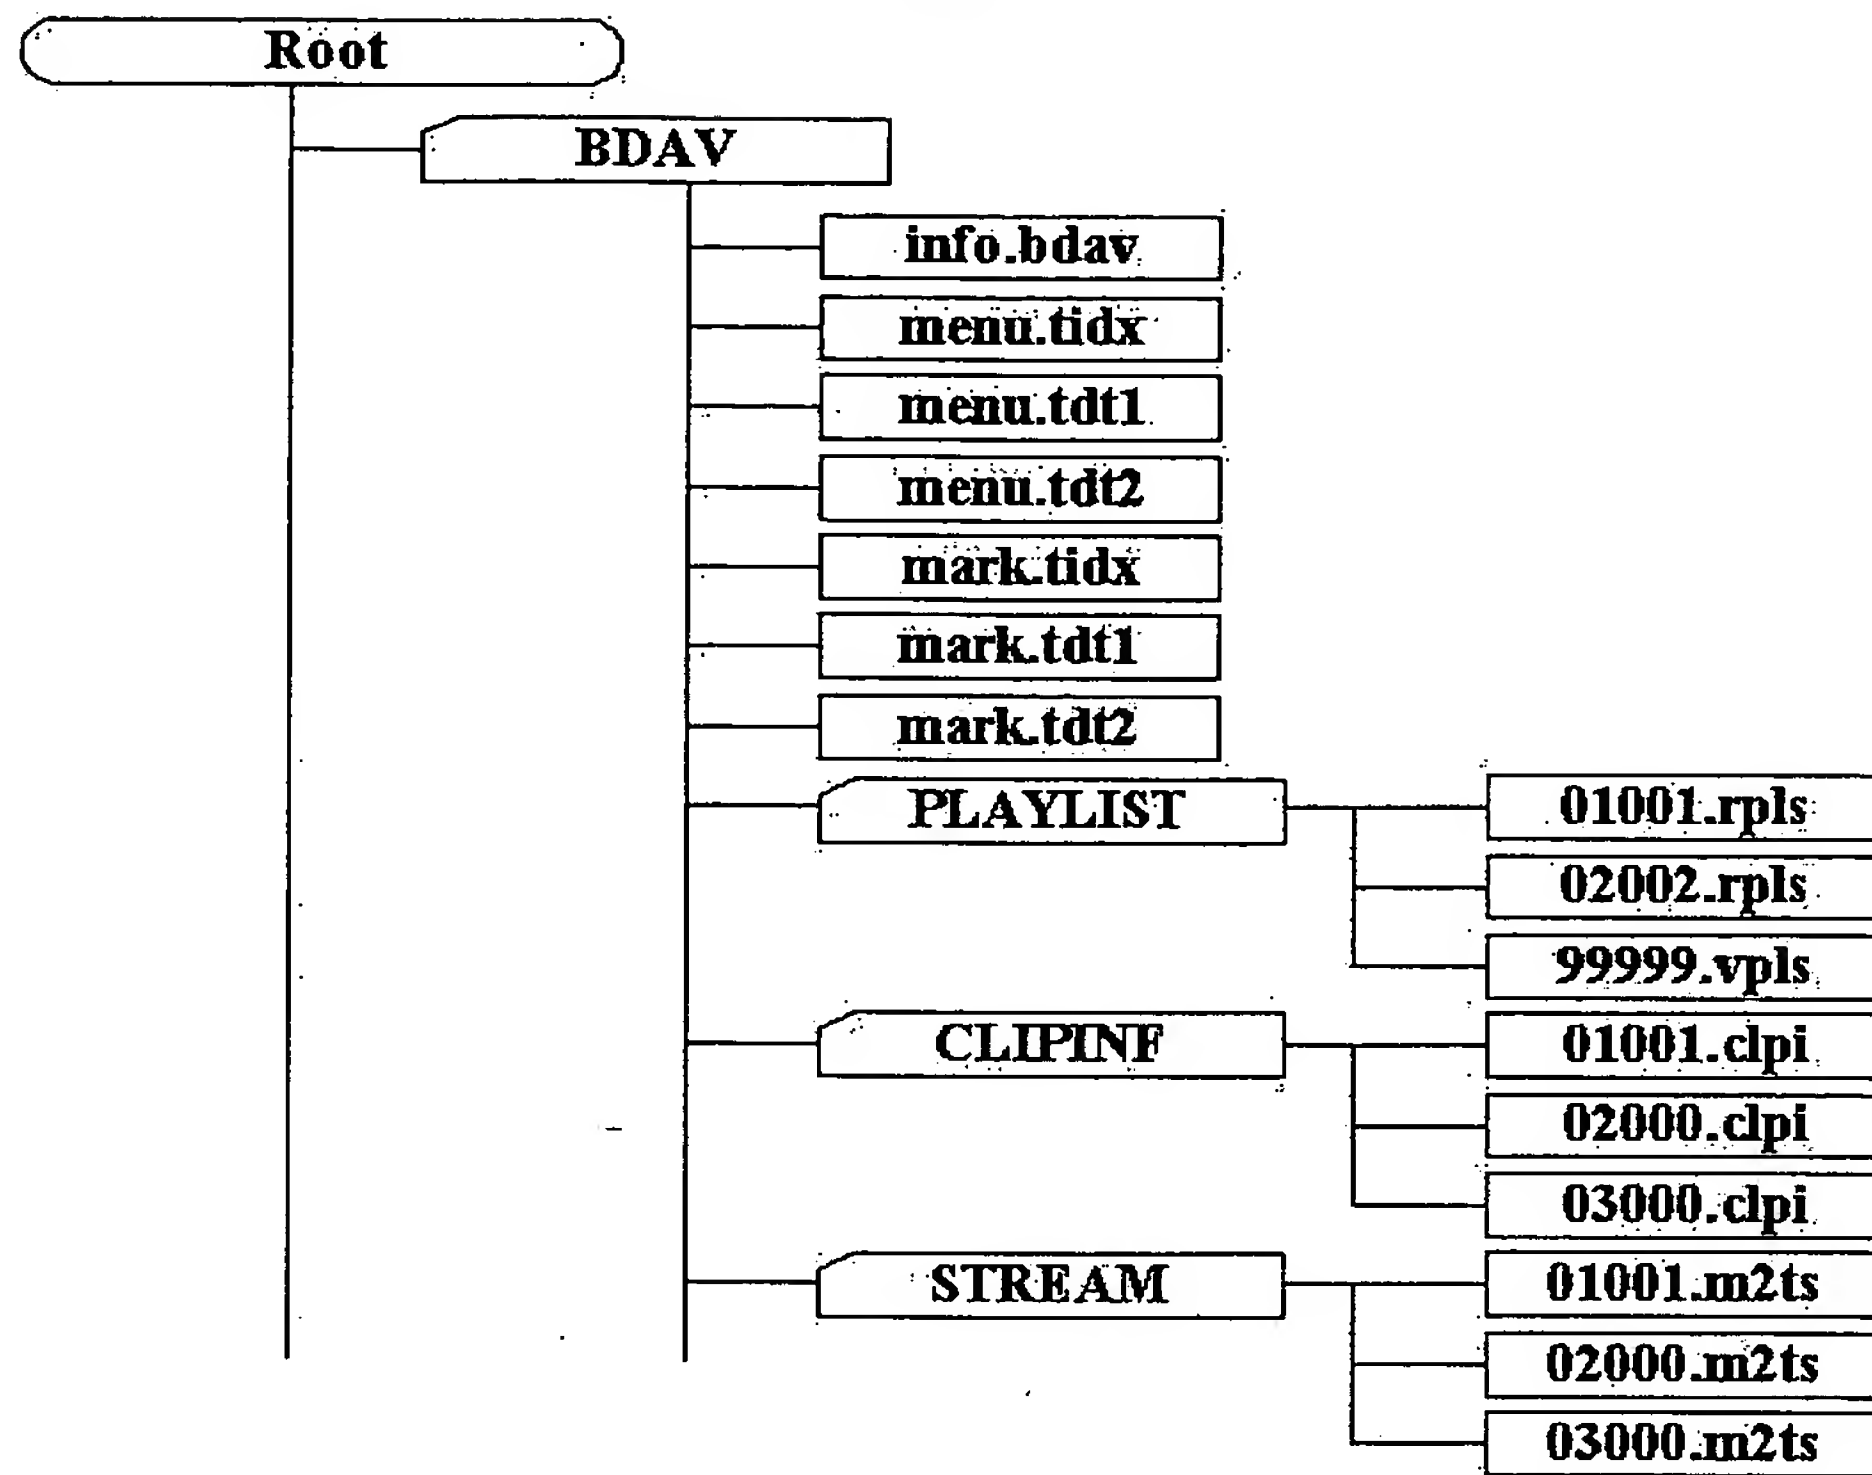 Root
BDAV
info.bdav
menu.tidx
menu.tdt1
menu.tdt2
mark.tidx
mark.tdt1
mark.tdt2
PLAYLIST
01001.rpls
02002.rpls
99999.vpls
CLIPINF
01001.clpi
02000.clpi
03000.clpi
STREAM
01001.m2ts
02000.m2ts
03000.m2ts